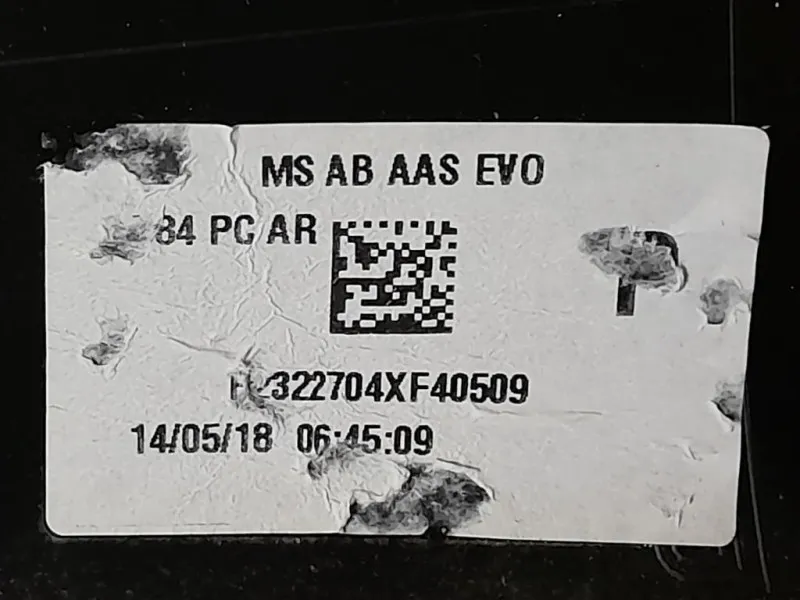 MS AB AAS EVO
84 PC AR
322704XF40509
14/05/18 06:45:09